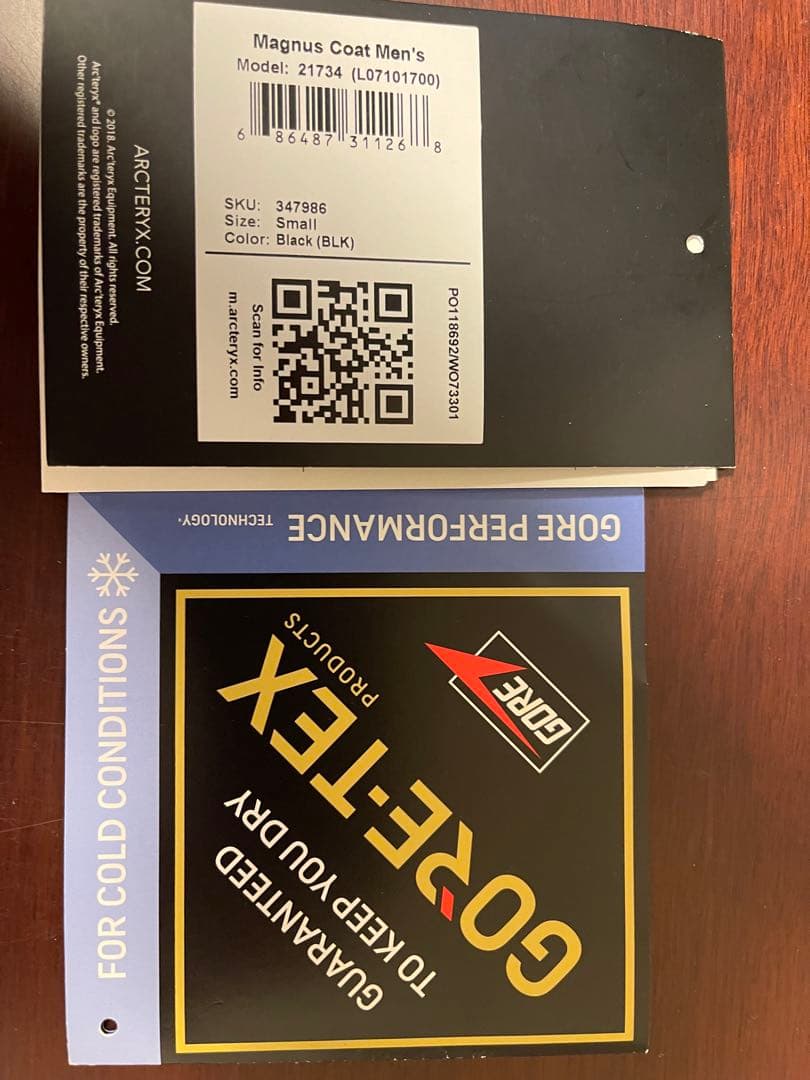 Magnus Coat Men's
Model: 21734 (L07101700)
6 86487 31126 8
SKU: 347986
Size: Small
Color: Black (BLK)
PO118692/WO73301
Scan for Info
m.arcteryx.com
ARCTERYX.COM
© 2018. Arc'teryx Equipment. All rights reserved.
Arc'teryx® and logo are registered trademarks of Arc'teryx Equipment.
Other registered trademarks are the property of their respective owners.
GORE PERFORMANCE TECHNOLOGY+
FOR COLD CONDITIONS
GORE
GORE-TEX
PRODUCTS
GUARANTEED
TO KEEP YOU DRY